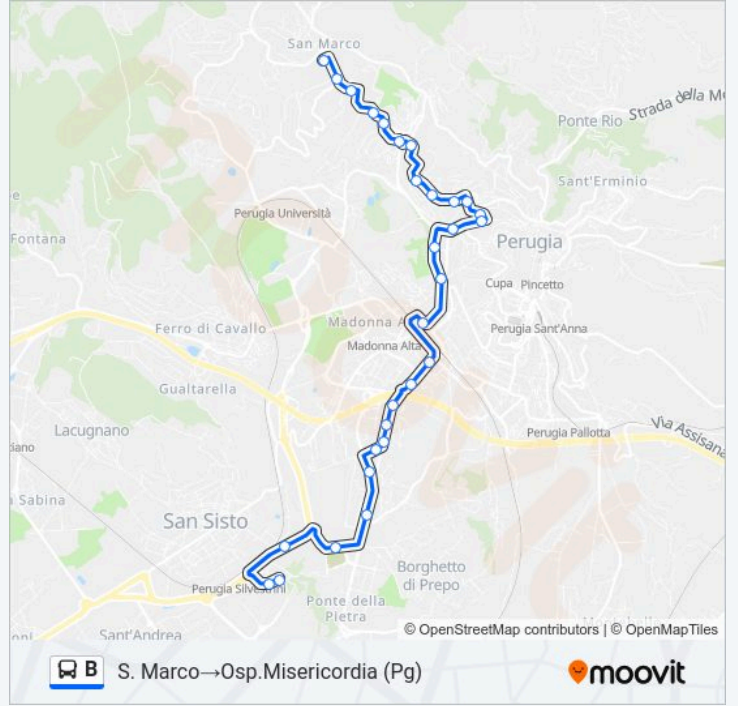 San Marco
Strada della Me
Ponte Rio
Sant'Erminio
Perugia Università
e
Fontana
Perugia
Cupa
Pincetto
Ferro di Cavallo
Madonna A
Perugia Sant'Anna
Madonna Alta
Gualtarella
Lacugnano
Via Assisana
Perugia Pallotta
iano
a Sabina
San Sisto
Borghetto
di Prepo
Perugia Silvestrini
Ponte della
Pietra
Sant'Andrea
© OpenStreetMap contributors | © OpenMapTiles
B S. Marco→Osp.Misericordia (Pg)
moovit